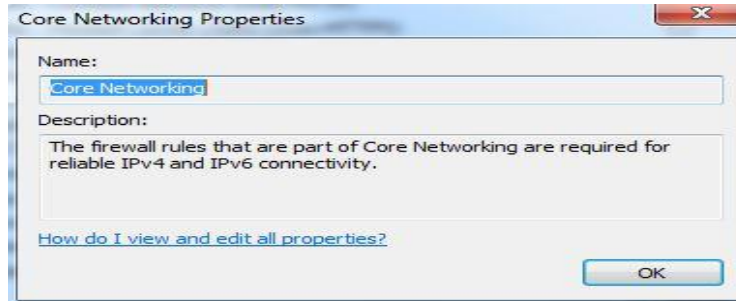 Core Networking Properties
Name:
Core Networking
Description:
The firewall rules that are part of Core Networking are required for
reliable IPv4 and IPv6 connectivity.
How do I view and edit all properties?
OK